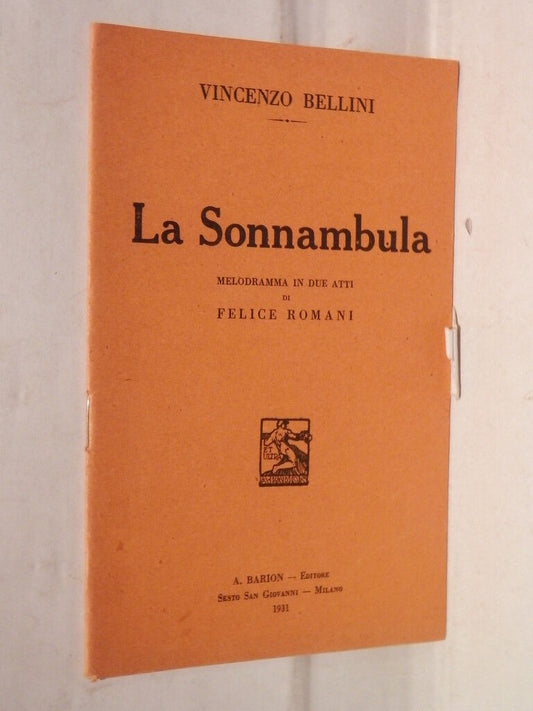 VINCENZO BELLINI
La Sonnambula
MELODRAMMA IN DUE ATTI
DI
FELICE ROMANI
A. BARION — Editore
Sesto San Giovanni — Milano
1931